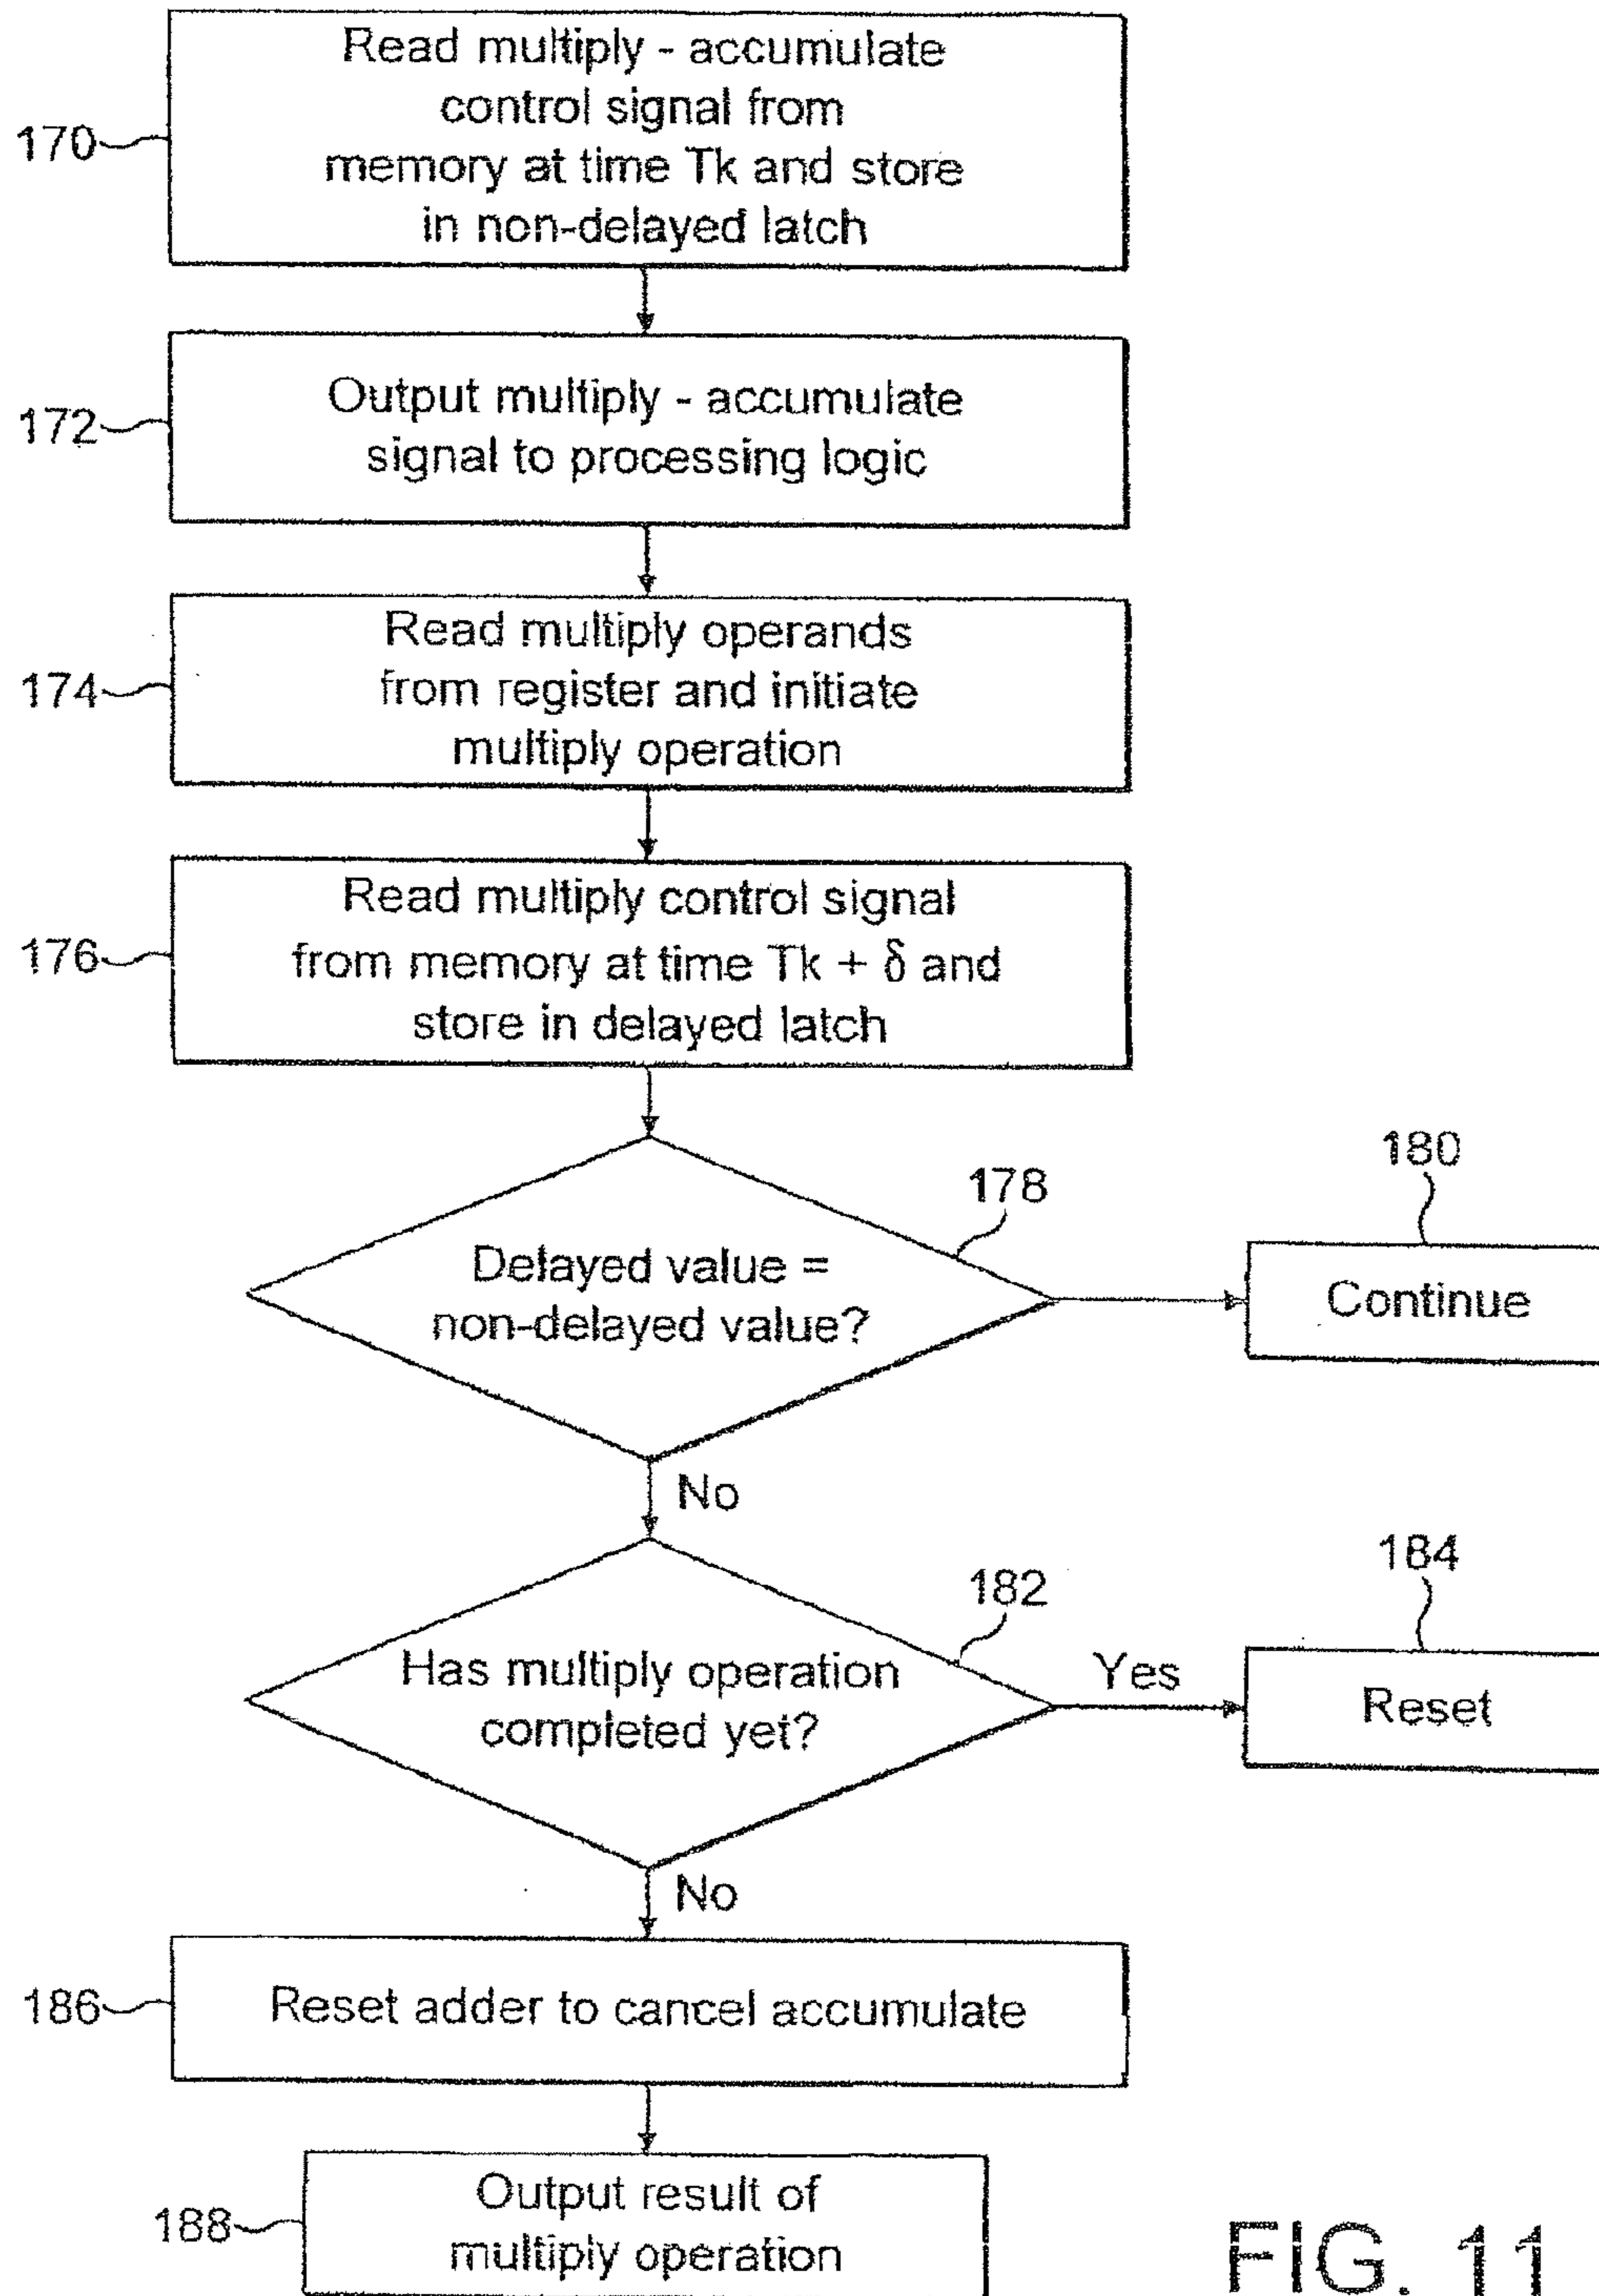 Read multiply - accumulate
control signal from
memory at time Tk and store
in non-delayed latch
170
Output multiply - accumulate
signal to processing logic
172
Read multiply operands
from register and initiate
multiply operation
174
Read multiply control signal
from memory at time Tk + δ and
store in delayed latch
176
178
Delayed value =
non-delayed value?
180
Continue
No
182
Has multiply operation
completed yet?
Yes
184
Reset
No
186
Reset adder to cancel accumulate
188
Output result of
multiply operation
FIG. 11